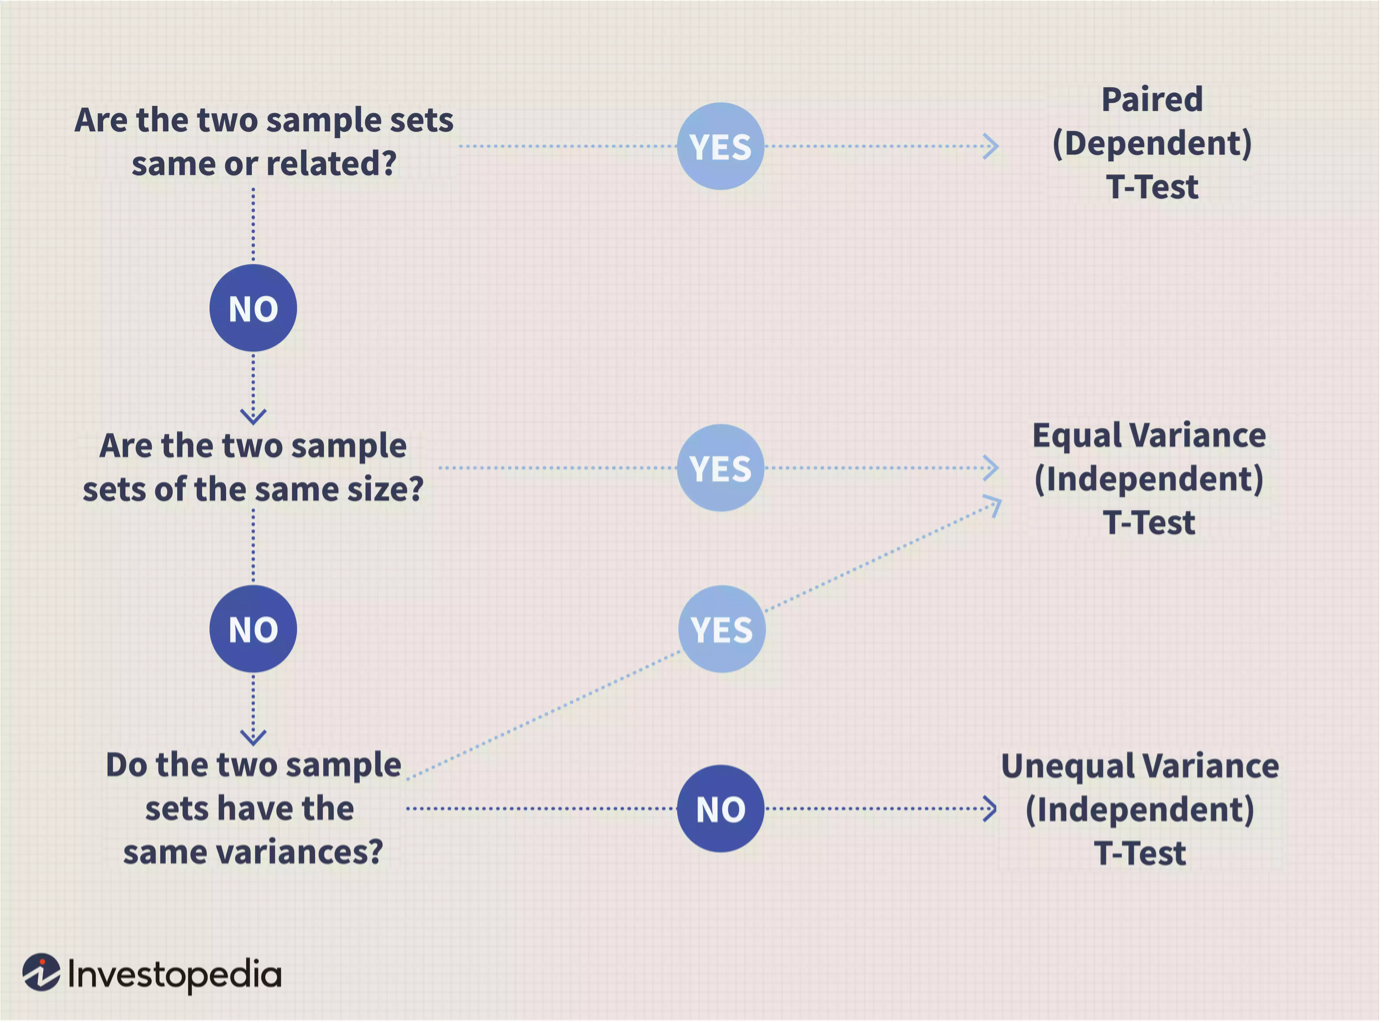 Are the two sample sets
same or related?
YES
Paired
(Dependent)
T-Test
NO
Are the two sample
sets of the same size?
YES
Equal Variance
(Independent)
T-Test
NO
YES
Do the two sample
sets have the
same variances?
NO
Unequal Variance
(Independent)
T-Test
Investopedia